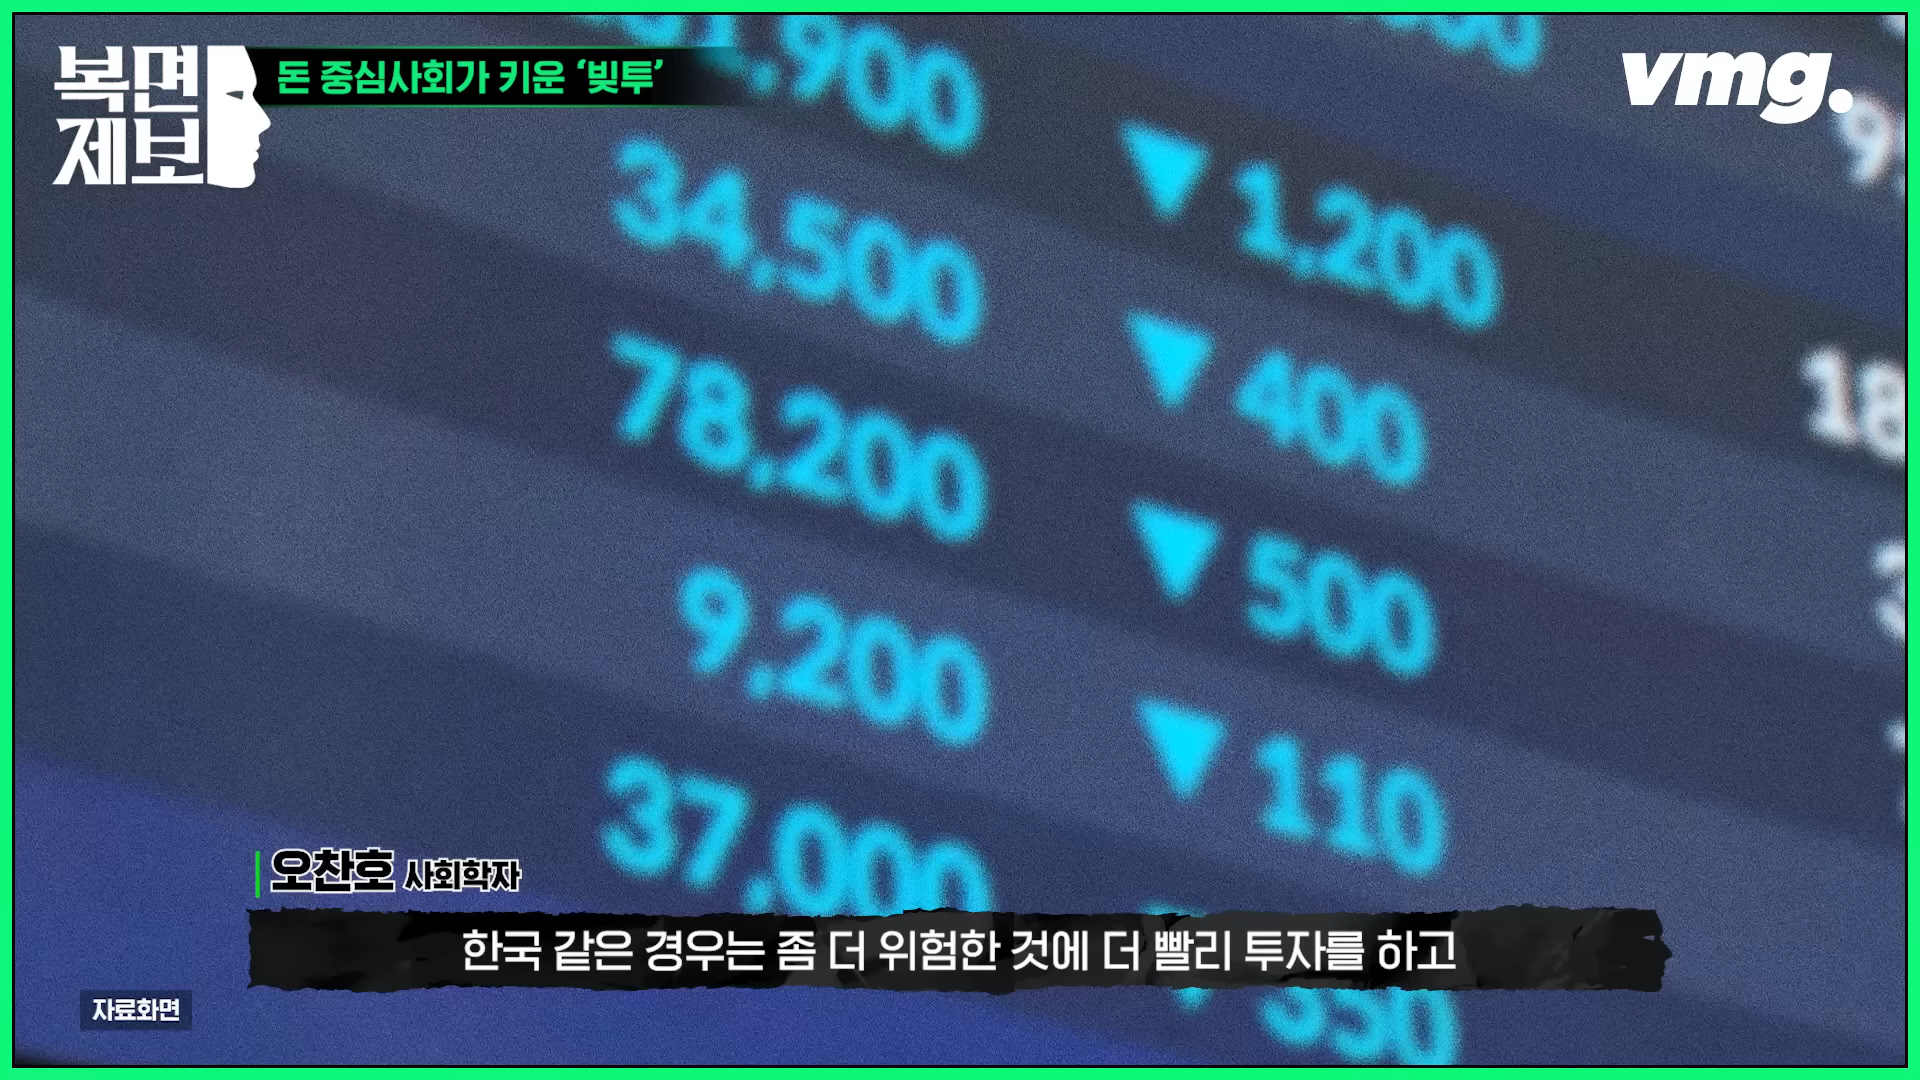 복면
제보
돈 중심사회가 키운 ‘빚투’
vmg.
34,500
▼ 1,200
78,200
▼ 400
9,200
▼ 500
37,000
▼ 110
오찬호 사회학자
한국 같은 경우는 좀 더 위험한 것에 더 빨리 투자를 하고
자료화면